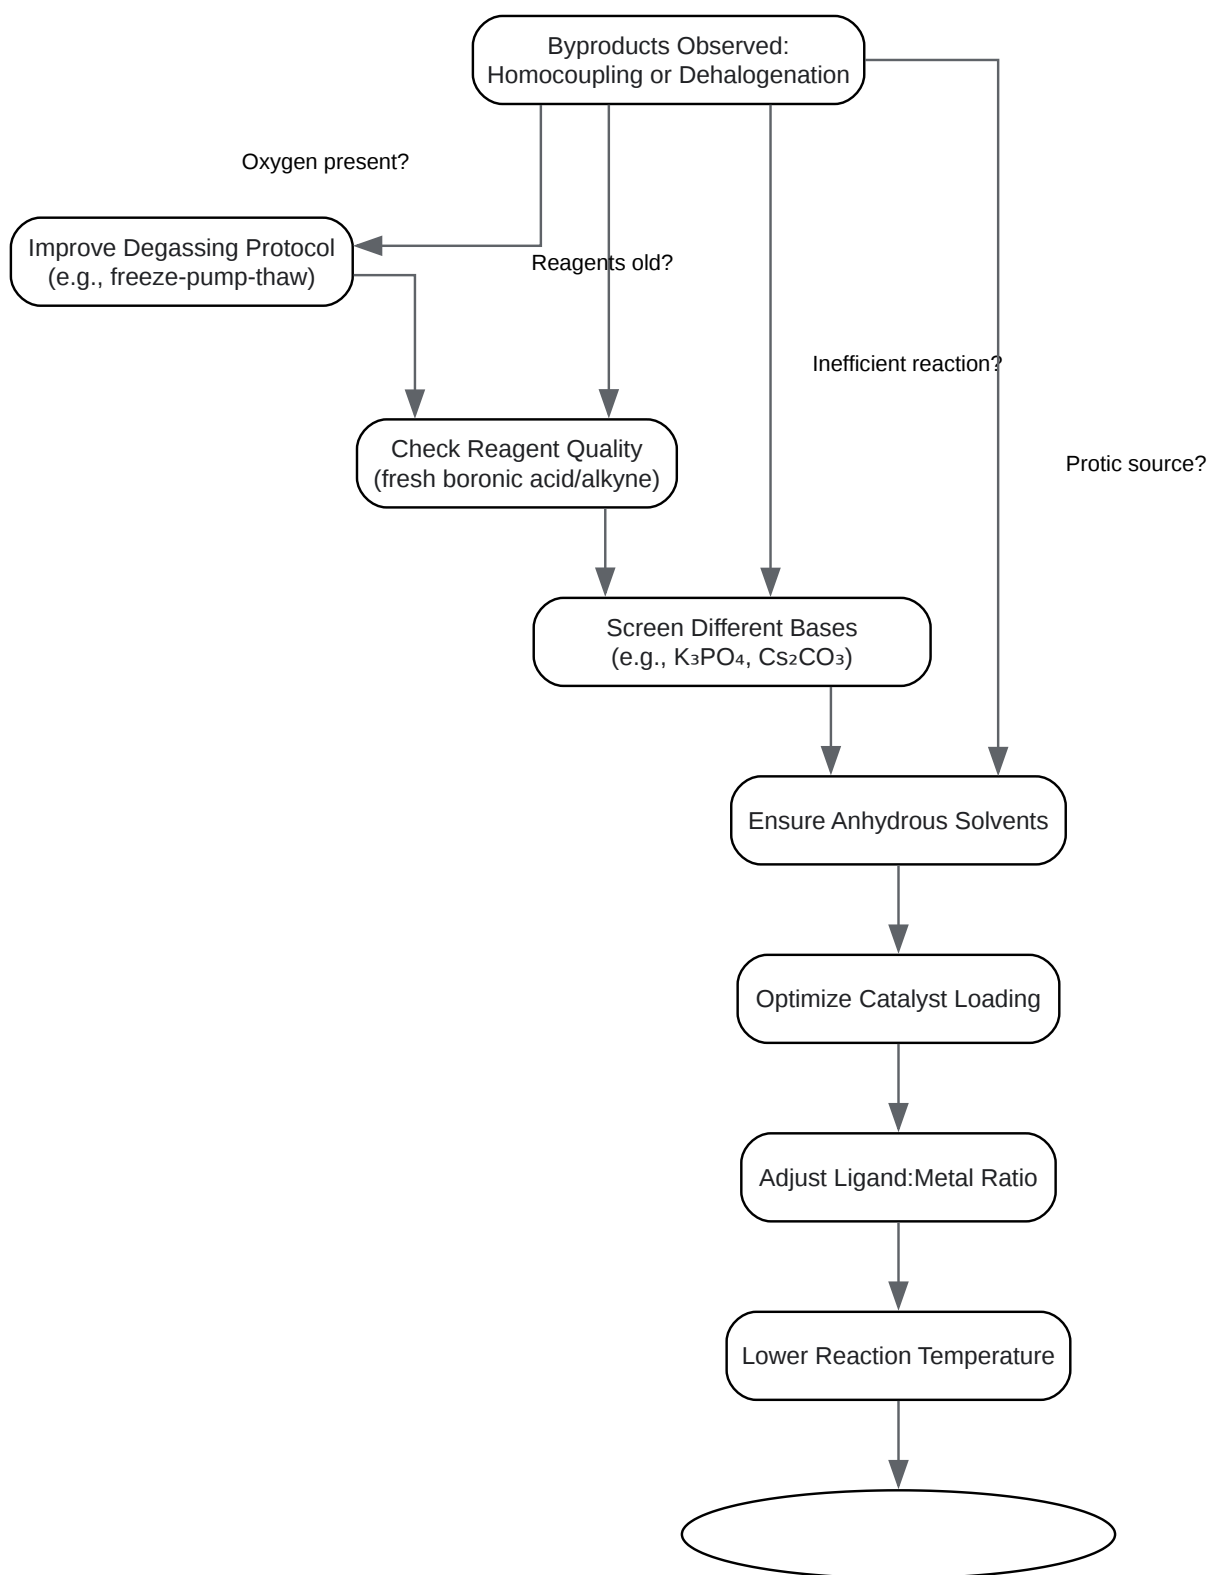 Byproducts Observed:
Homocoupling or Dehalogenation
Oxygen present?
Improve Degassing Protocol
(e.g., freeze-pump-thaw)
Reagents old?
Inefficient reaction?
Check Reagent Quality
(fresh boronic acid/alkyne)
Protic source?
Screen Different Bases
(e.g., K₃PO₄, Cs₂CO₃)
Ensure Anhydrous Solvents
Optimize Catalyst Loading
Adjust Ligand:Metal Ratio
Lower Reaction Temperature